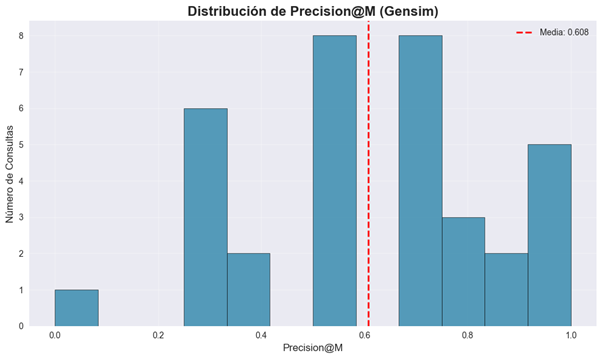 Distribución de Precision@M (Gensim)
Media: 0.608
Número de Consultas
8
7
6
5
4
3
2
1
0
0.0 0.2 0.4 0.6 0.8 1.0
Precision@M